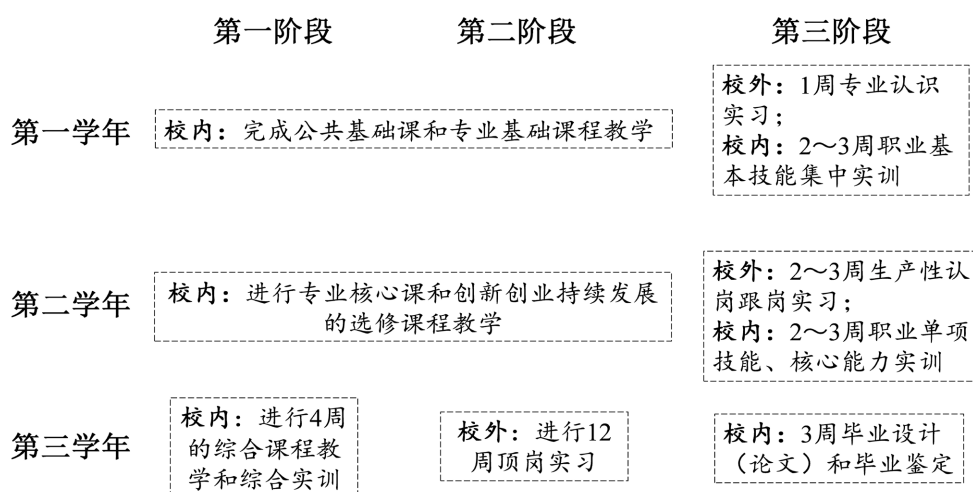 第一阶段 第二阶段 第三阶段
第一学年
校内：完成公共基础课和专业基础课程教学
校外：1周专业认识
实习；
校内：2～3周职业基
本技能集中实训
第二学年
校内：进行专业核心课和创新创业持续发展
的选修课程教学
校外：2～3周生产性认
岗跟岗实习；
校内：2～3周职业单项
技能、核心能力实训
第三学年
校内：进行4周
的综合课程教
学和综合实训
校外：进行12
周顶岗实习
校内：3周毕业设计
（论文）和毕业鉴定